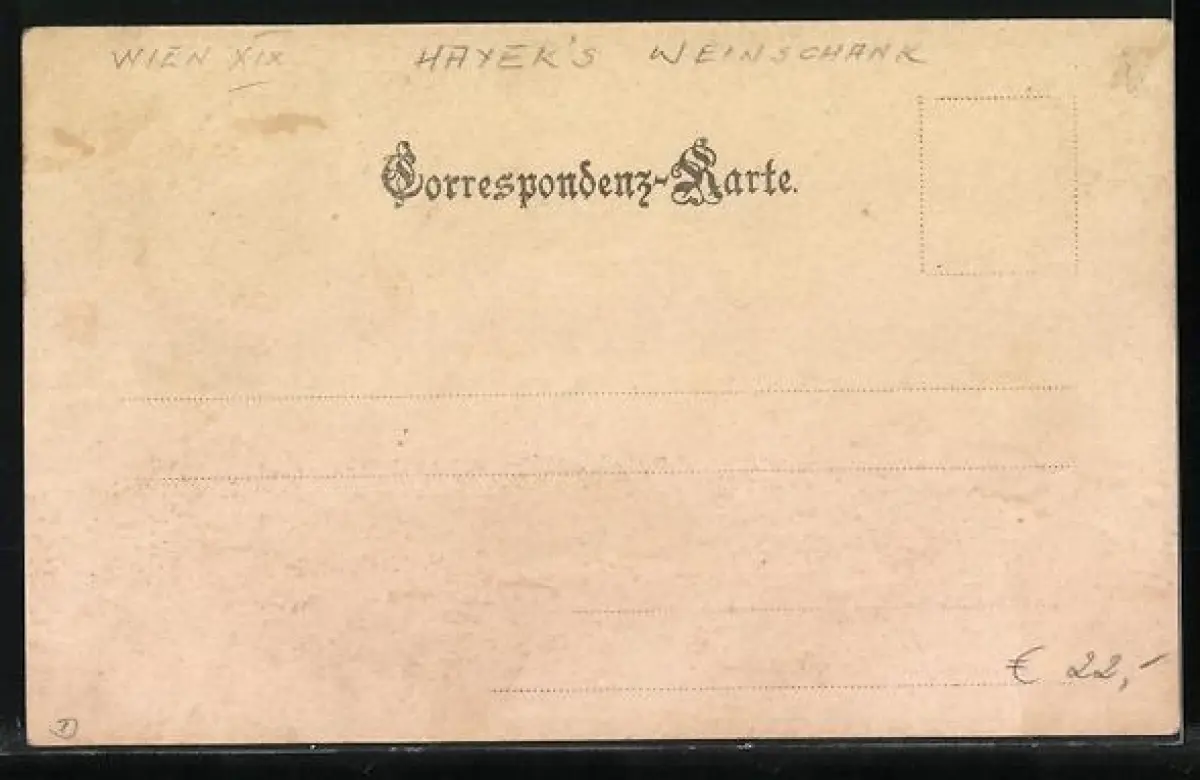 WIEN XIX HAYEK'S WEINSCHANK
Correspondenz-Karte.
€ 22,-